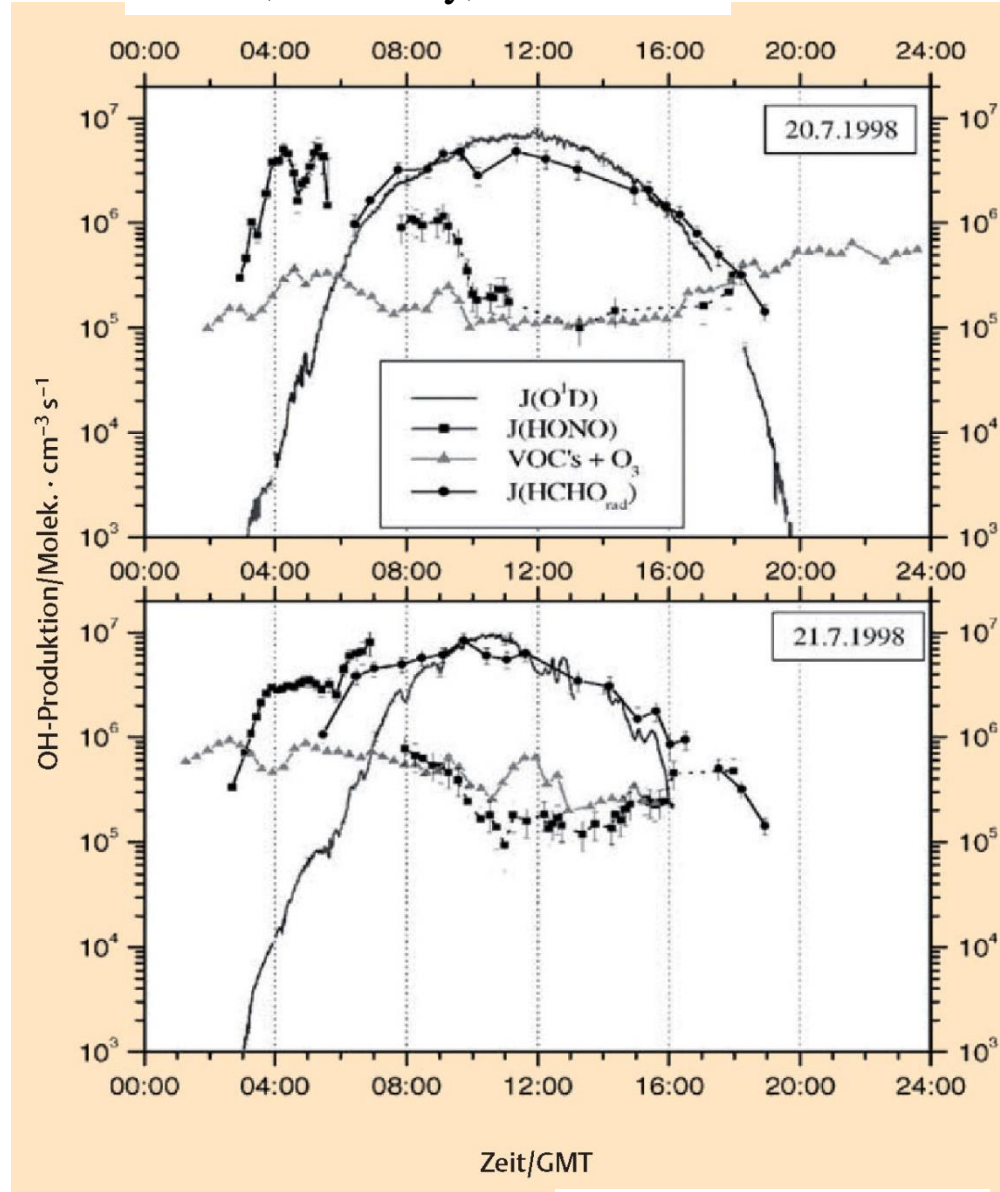 00:00 04:00 08:00 12:00 16:00 20:00 24:00
20.7.1998
10⁷ 10⁷
10⁶ 10⁶
10⁵ 10⁵
10⁴ 10⁴
10³ 10³
J(O¹D)
J(HONO)
VOC's + O₃
J(HCHO_rad)
00:00 04:00 08:00 12:00 16:00 20:00 24:00
21.7.1998
10⁷ 10⁷
10⁶ 10⁶
10⁵ 10⁵
10⁴ 10⁴
10³ 10³
00:00 04:00 08:00 12:00 16:00 20:00 24:00
OH-Produktion/Molek. · cm⁻³ s⁻¹
Zeit/GMT